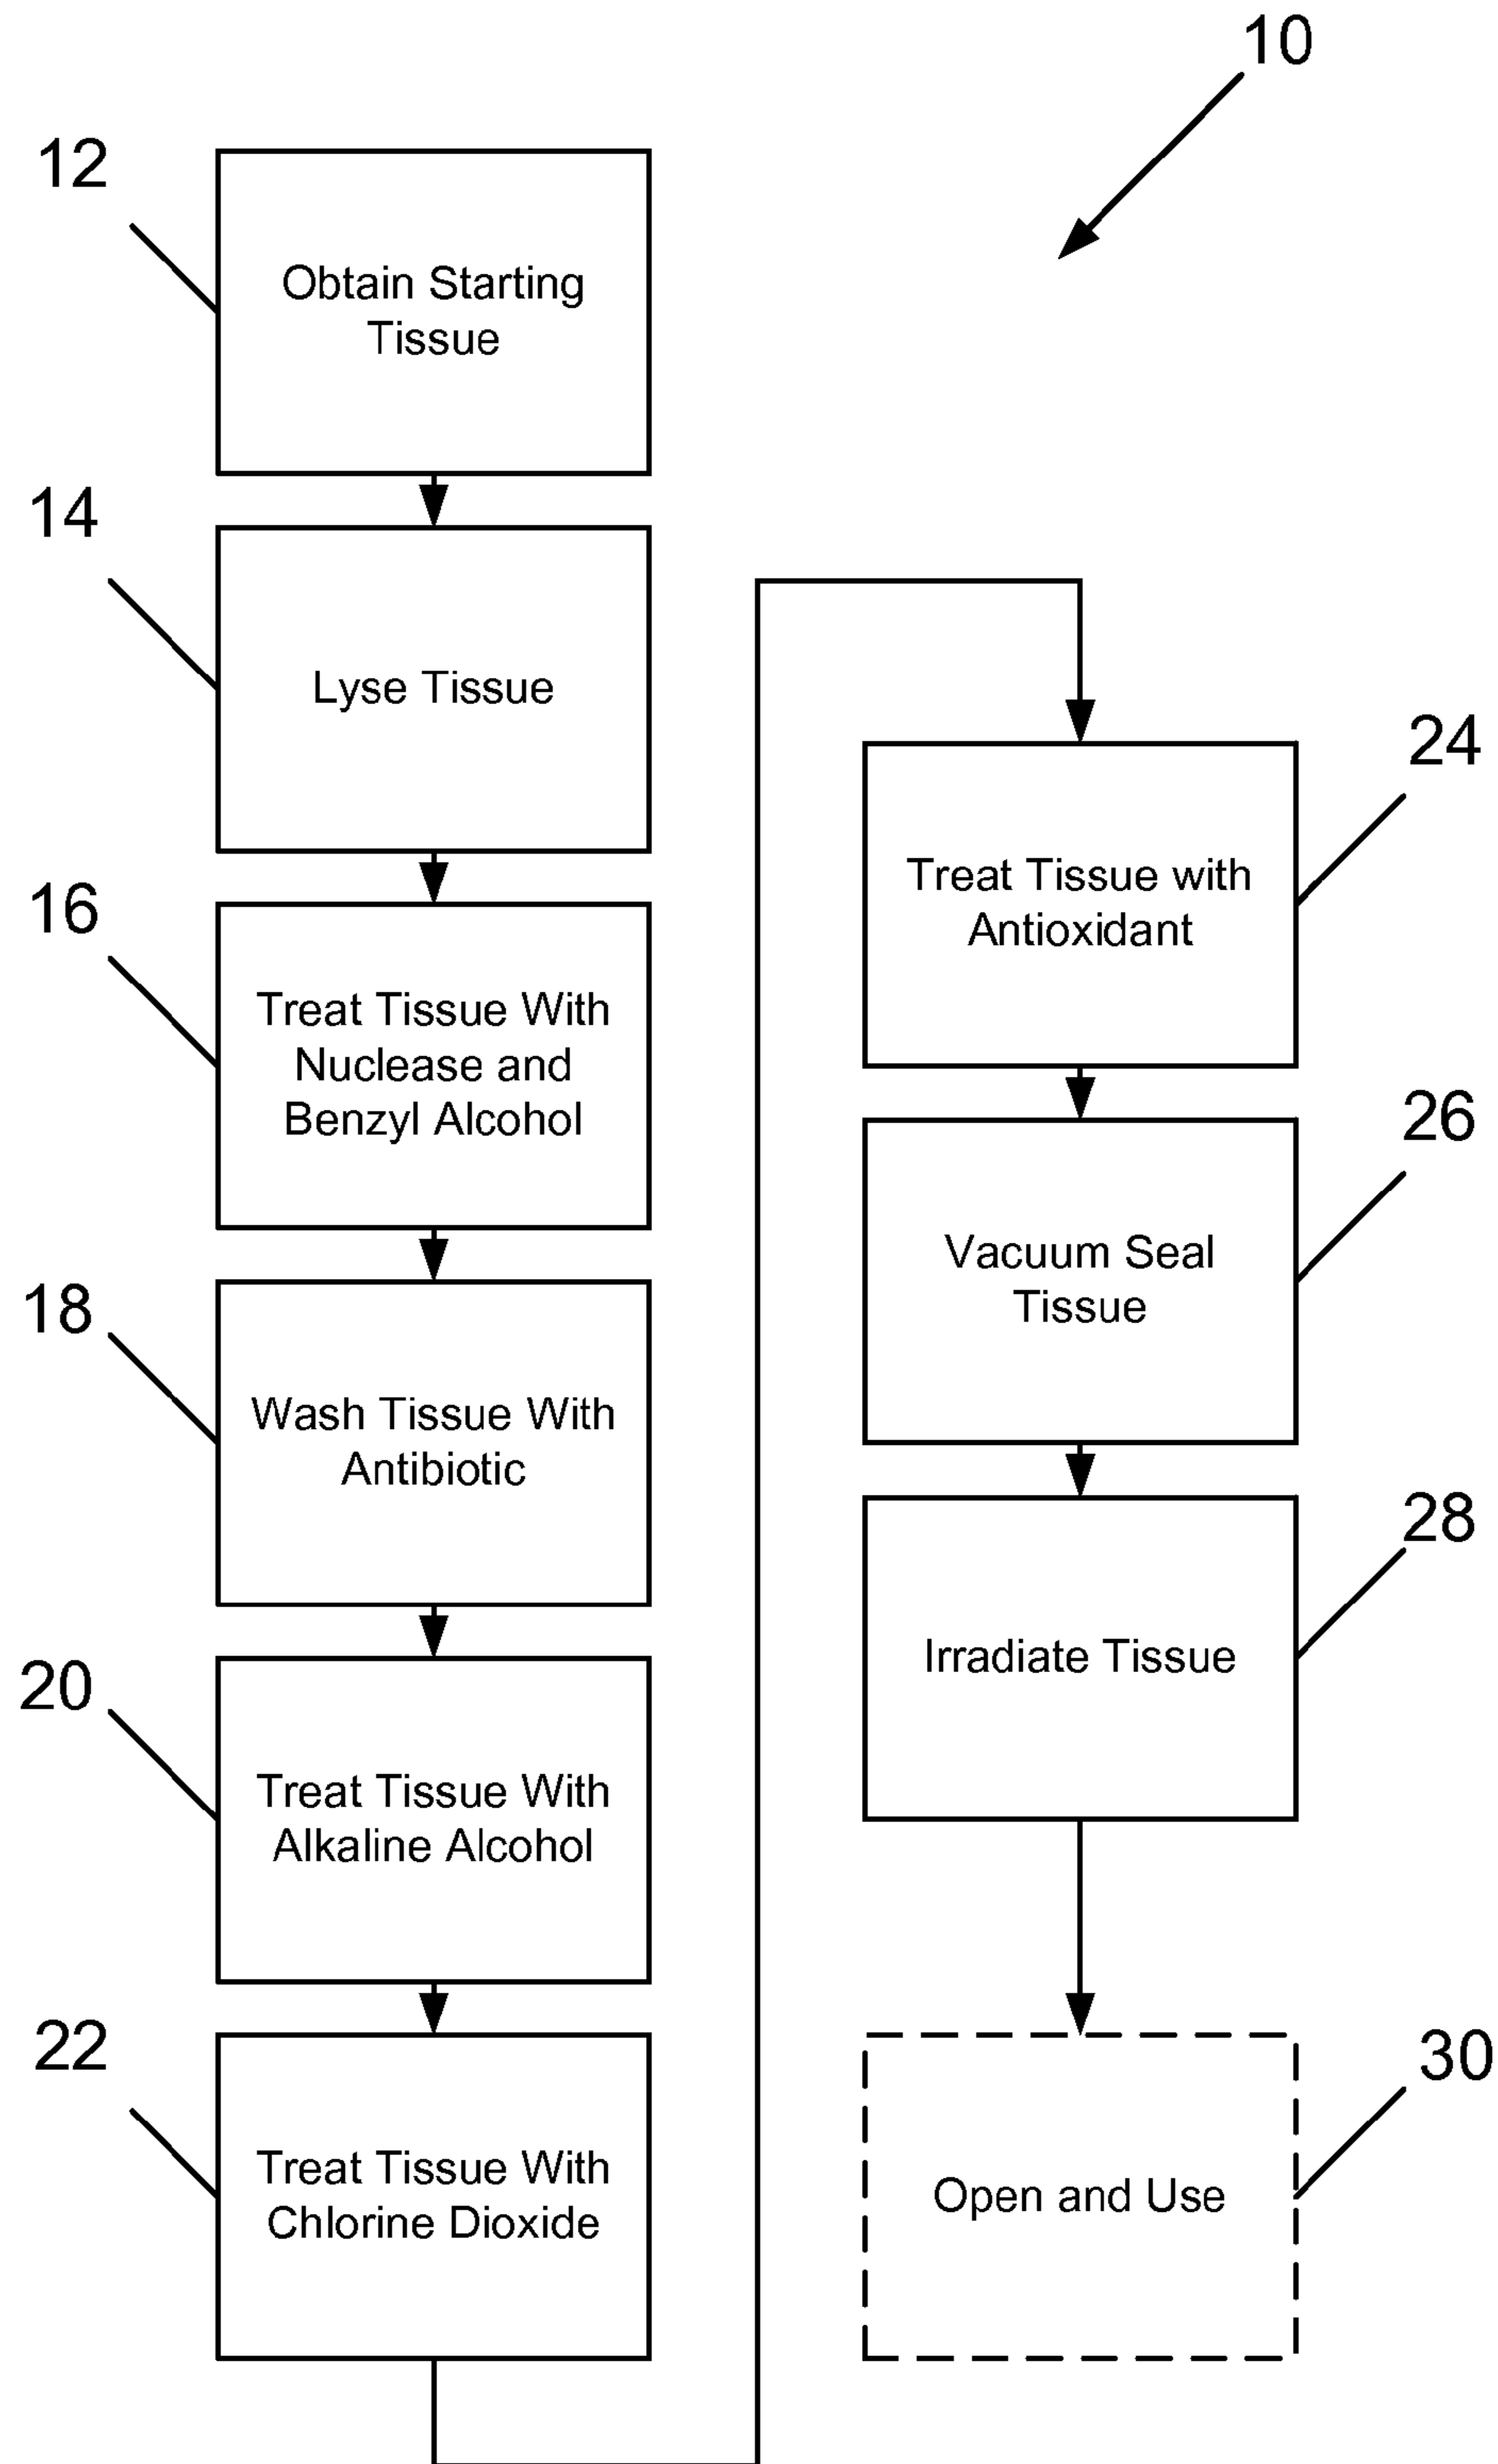 10
12
Obtain Starting
Tissue
14
Lyse Tissue
16
Treat Tissue With
Nuclease and
Benzyl Alcohol
18
Wash Tissue With
Antibiotic
20
Treat Tissue With
Alkaline Alcohol
22
Treat Tissue With
Chlorine Dioxide
24
Treat Tissue with
Antioxidant
26
Vacuum Seal
Tissue
28
Irradiate Tissue
30
Open and Use